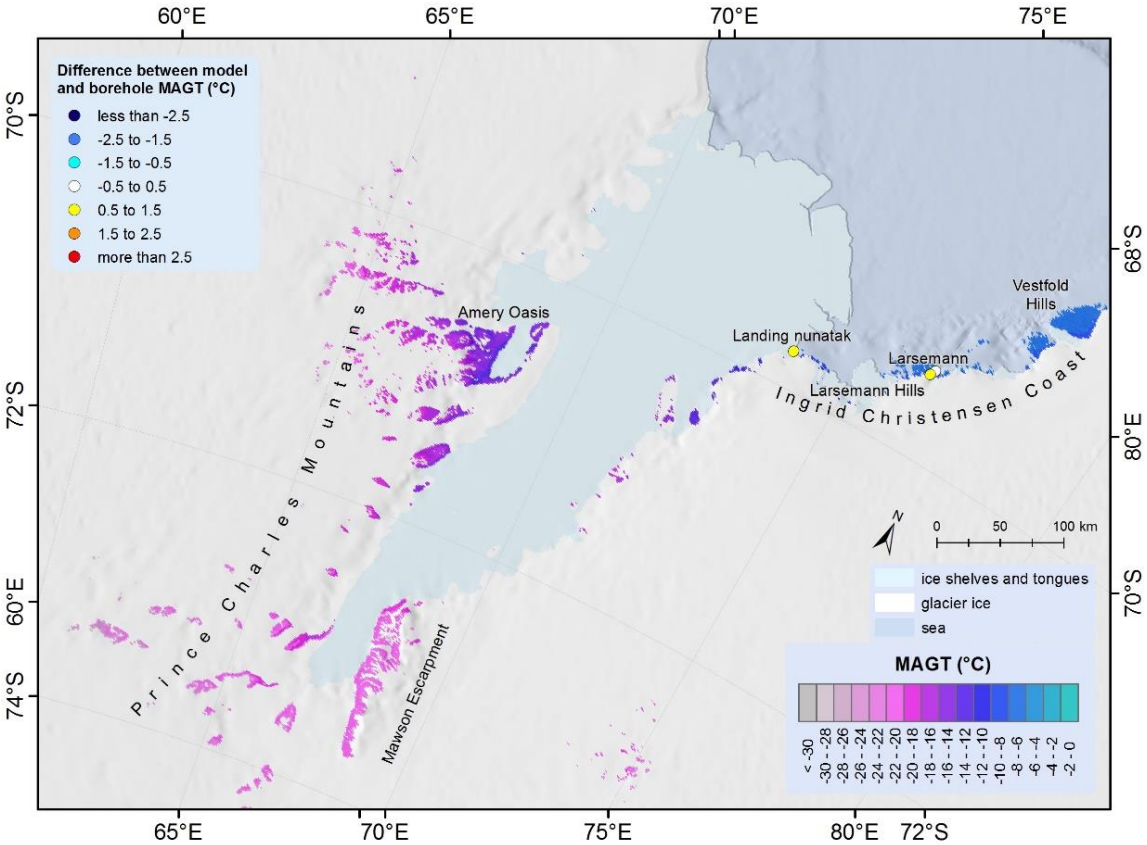 60°E
65°E
70°E
75°E
Difference between model
and borehole MAGT (°C)
less than -2.5
-2.5 to -1.5
-1.5 to -0.5
-0.5 to 0.5
0.5 to 1.5
1.5 to 2.5
more than 2.5
70°S
72°S
60°E
74°S
68°S
80°E
70°S
Amery Oasis
Landing nunatak
Larsemann
Larsemann Hills
Vestfold
Hills
Ingrid Christensen Coast
Prince Charles Mountains
Mawson Escarpment
N
0 50 100 km
ice shelves and tongues
glacier ice
sea
MAGT (°C)
< -30
-30 - -28
-28 - -26
-26 - -24
-24 - -22
-22 - -20
-20 - -18
-18 - -16
-16 - -14
-14 - -12
-12 - -10
-10 - -8
-8 - -6
-6 - -4
-4 - -2
-2 - 0
65°E
70°E
75°E
80°E
72°S